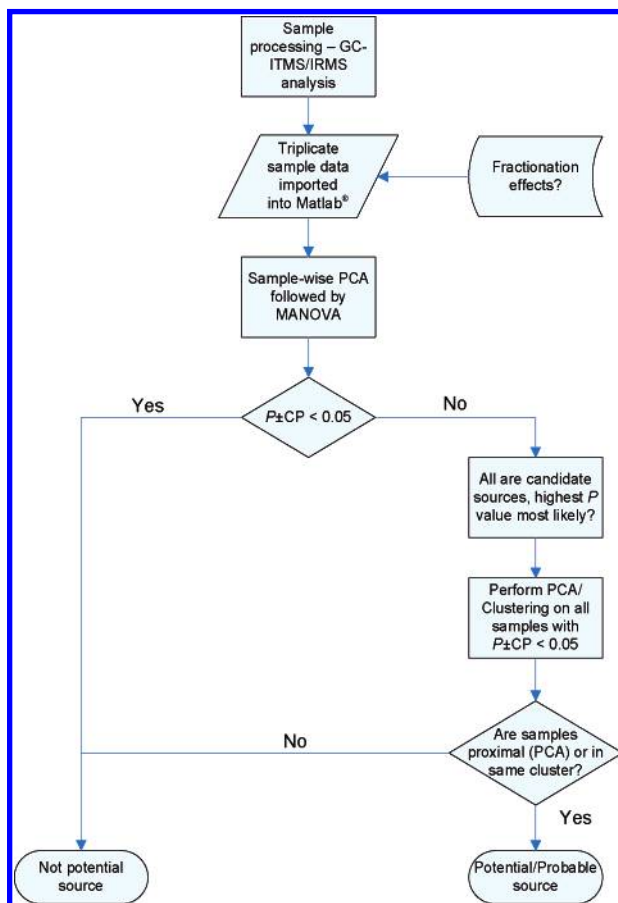 Sample
processing – GC-
ITMS/IRMS
analysis
Triplicate
sample data
imported
into Matlab®
Fractionation
effects?
Sample-wise PCA
followed by
MANOVA
Yes
P±CP < 0.05
No
All are candidate
sources, highest P
value most likely?
Perform PCA/
Clustering on all
samples with
P±CP < 0.05
No
Are samples
proximal (PCA) or in
same cluster?
Yes
Not potential
source
Potential/Probable
source